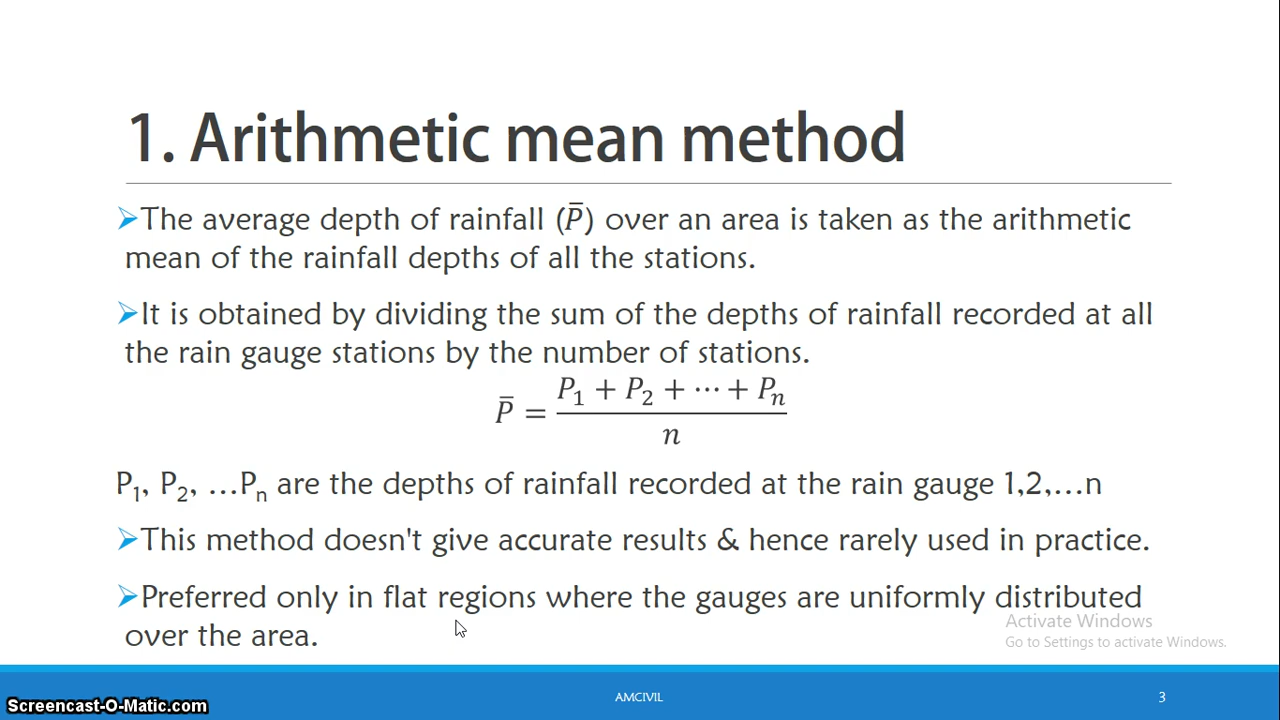 1. Arithmetic mean method
➢The average depth of rainfall (P̅) over an area is taken as the arithmetic
mean of the rainfall depths of all the stations.
➢It is obtained by dividing the sum of the depths of rainfall recorded at all
the rain gauge stations by the number of stations.
P̅ = (P₁ + P₂ + ⋯ + Pₙ) / n
P₁, P₂, …Pₙ are the depths of rainfall recorded at the rain gauge 1,2,…n
➢This method doesn't give accurate results & hence rarely used in practice.
➢Preferred only in flat regions where the gauges are uniformly distributed
over the area.
Activate Windows
Go to Settings to activate Windows.
Screencast-O-Matic.com
AMCIVIL
3